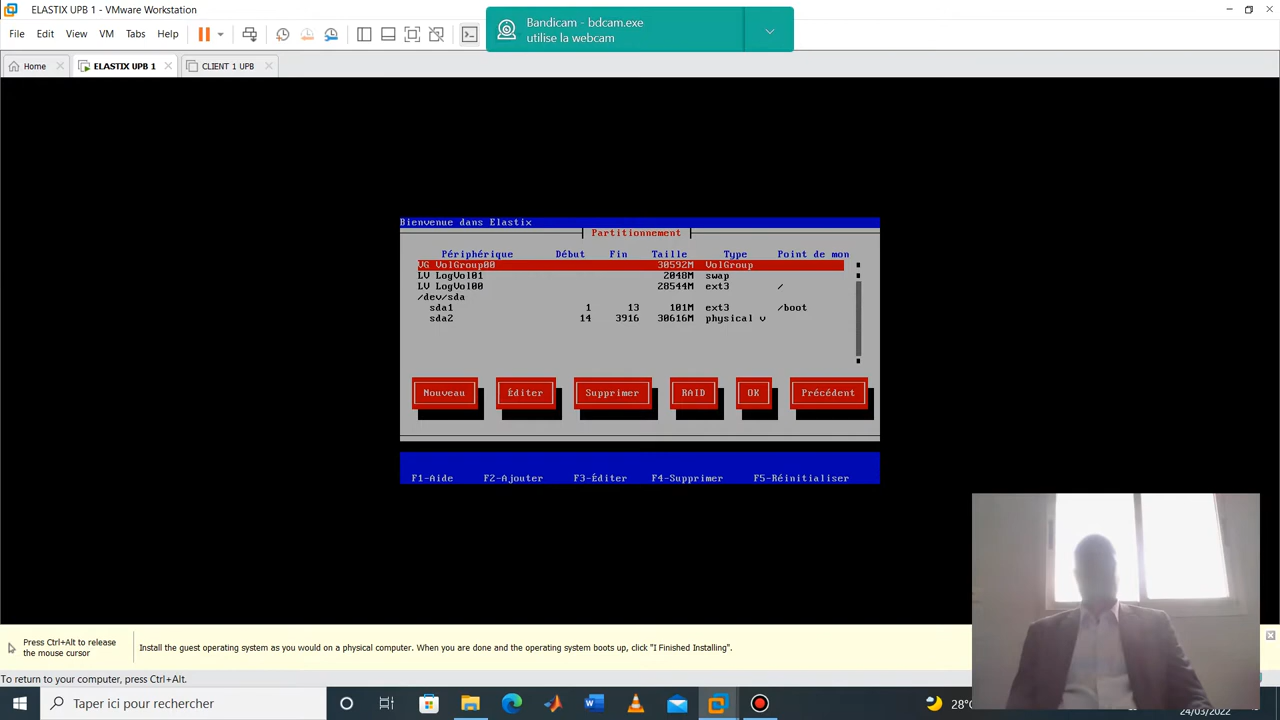 ELASTIX UPB 1 - VMware Workstation
Bandicam - bdcam.exe
utilise la webcam
File Edit View VM Tabs Help
Home ELASTIX UPB 1 CLIENT 1 UPB
Bienvenue dans Elastix
Partitionnement
Périphérique Début Fin Taille Type Point de mon
VG VolGroup00 30592M VolGroup
LV LogVol01 2048M swap
LV LogVol00 28544M ext3 /
/dev/sda
sda1 1 13 101M ext3 /boot
sda2 14 3916 30616M physical v
Nouveau Éditer Supprimer RAID OK Précédent
F1-Aide F2-Ajouter F3-Éditer F4-Supprimer F5-Réinitialiser
Press Ctrl+Alt to release
the mouse cursor
Install the guest operating system as you would on a physical computer. When you are done and the operating system boots up, click "I Finished Installing".
To return to your computer, press Ctrl+Alt.
Taper ici pour rechercher
28°
24/03/2022